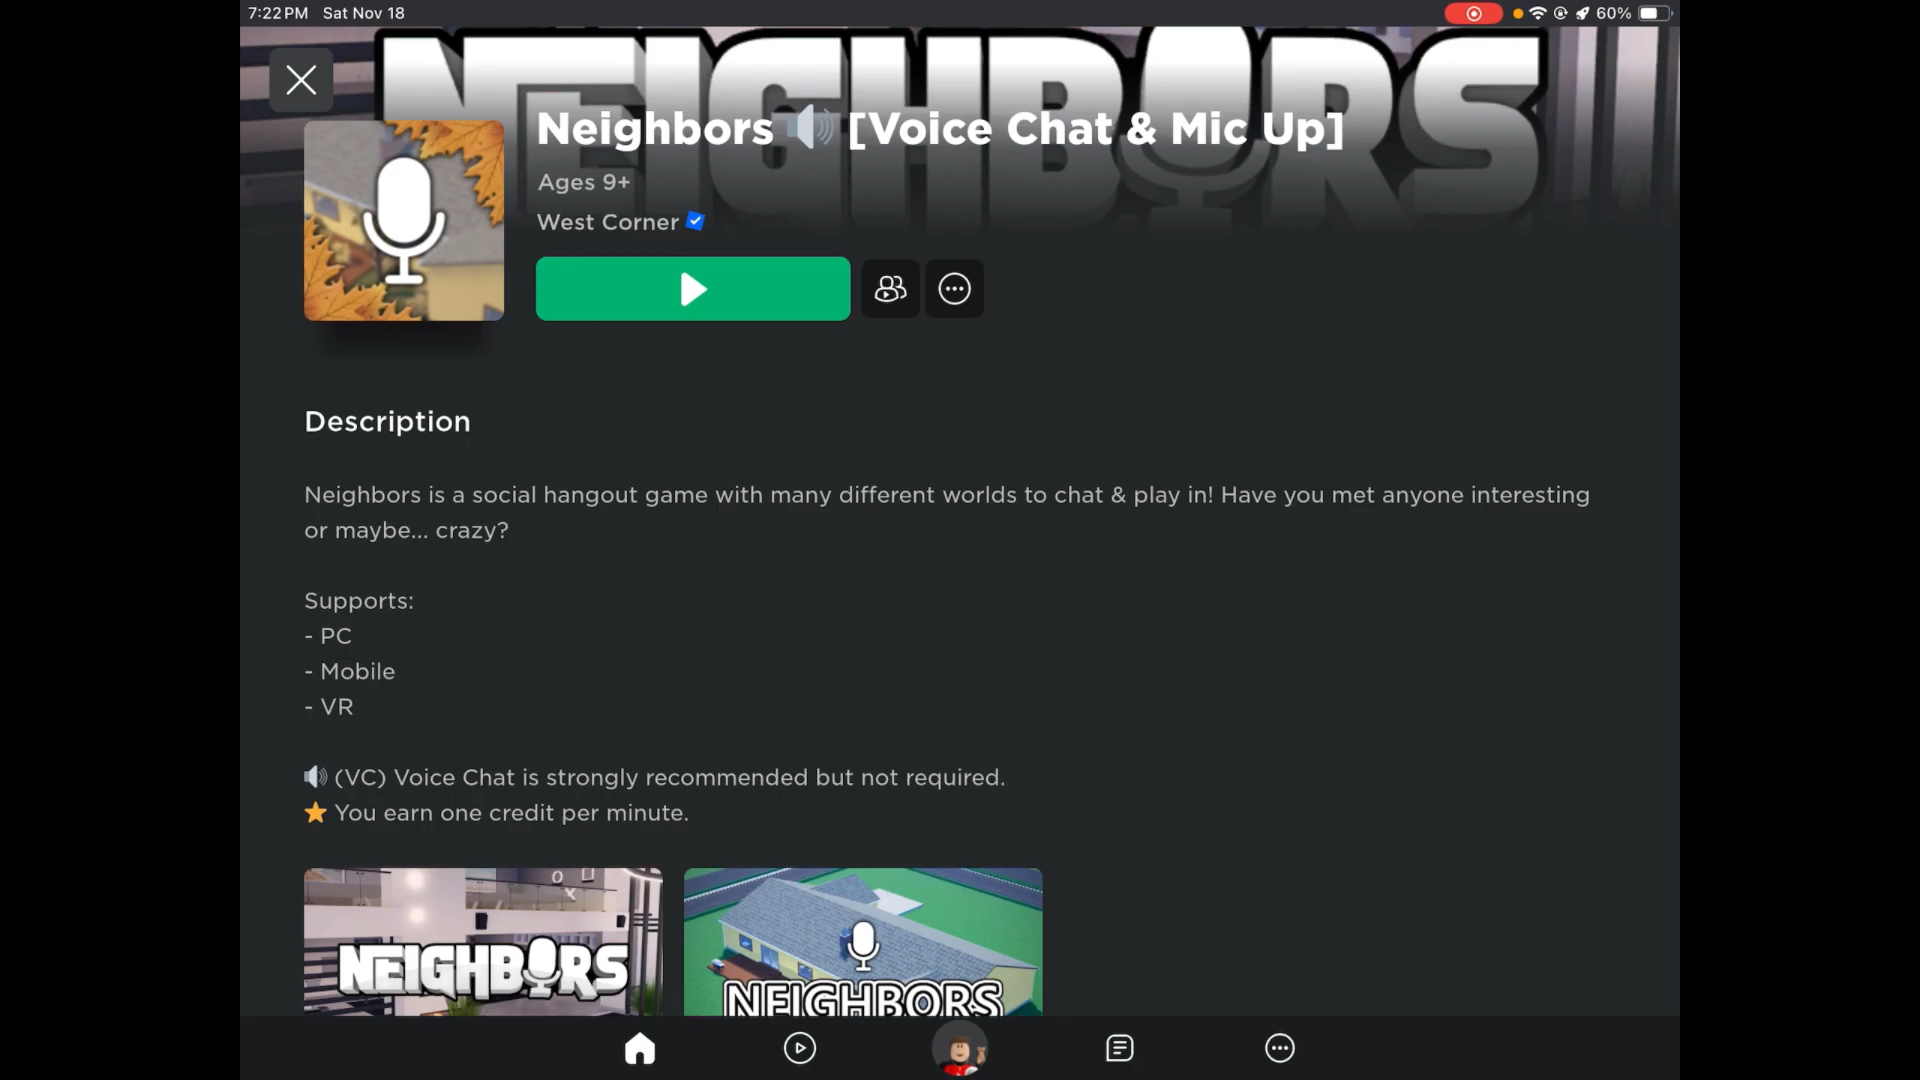 7:22 PM Sat Nov 18
60%
NEIGHBORS
Neighbors 🔊 [Voice Chat & Mic Up]
Ages 9+
West Corner
Description
Neighbors is a social hangout game with many different worlds to chat & play in! Have you met anyone interesting
or maybe... crazy?
Supports:
- PC
- Mobile
- VR
🔊 (VC) Voice Chat is strongly recommended but not required.
⭐ You earn one credit per minute.
NEIGHBORS
NEIGHBORS